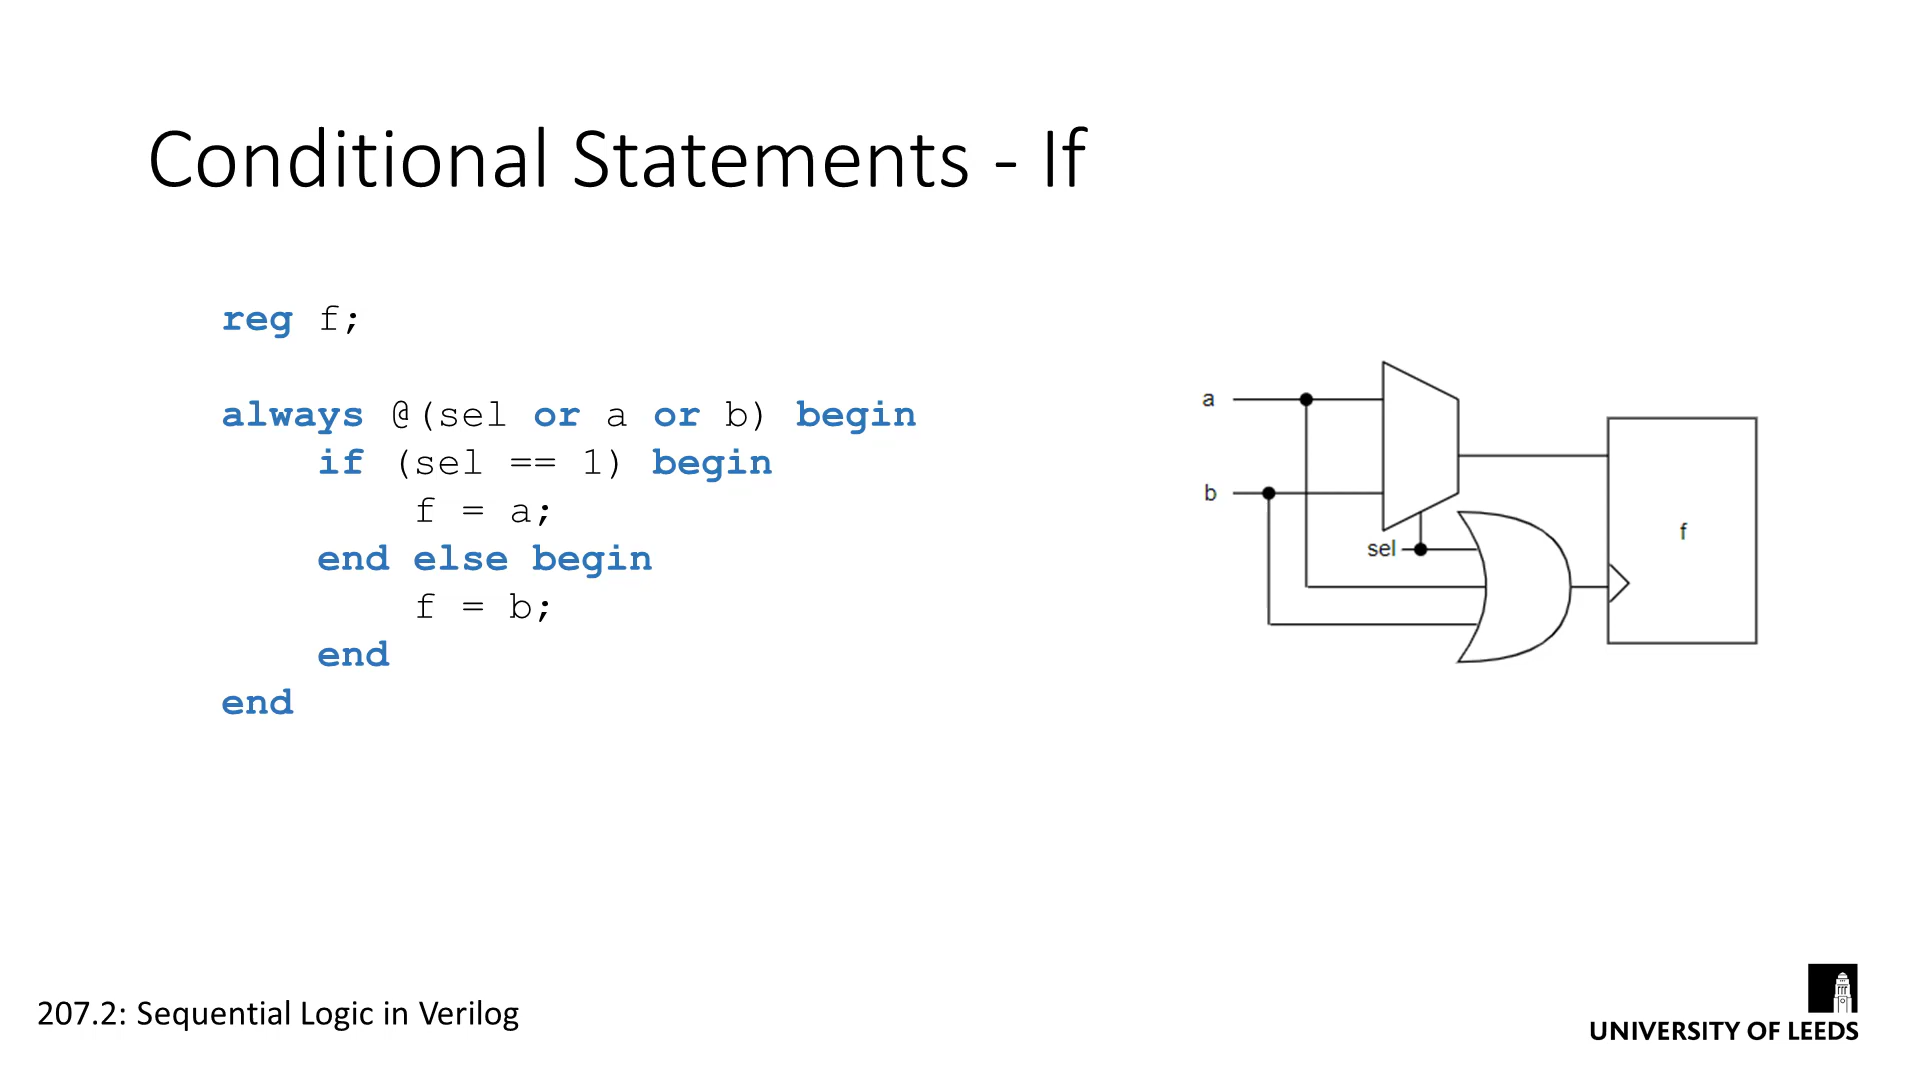 Conditional Statements - If
reg f;
always @(sel or a or b) begin
if (sel == 1) begin
f = a;
end else begin
f = b;
end
end
a
b
sel
f
207.2: Sequential Logic in Verilog
UNIVERSITY OF LEEDS